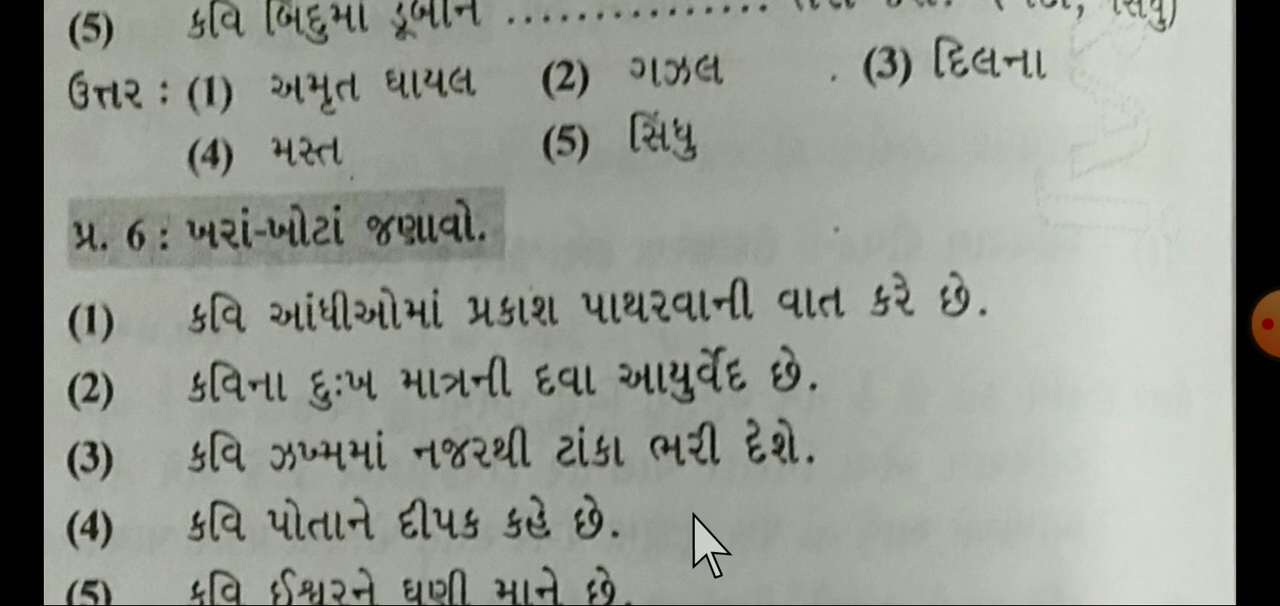 (5) કવિ બિંદુમાં ડૂબીને ...............
ઉત્તર : (1) અમૃત ઘાયલ (2) ગઝલ (3) દિલના
(4) મસ્ત (5) સિંધુ
પ્ર. 6 : ખરાં-ખોટાં જણાવો.
(1) કવિ આંધીઓમાં પ્રકાશ પાથરવાની વાત કરે છે.
(2) કવિના દુઃખ માત્રની દવા આયુર્વેદ છે.
(3) કવિ ઝખ્મમાં નજરથી ટાંકા ભરી દેશે.
(4) કવિ પોતાને દીપક કહે છે.
(5) કવિ ઈશ્વરને ઘણી માને છે.